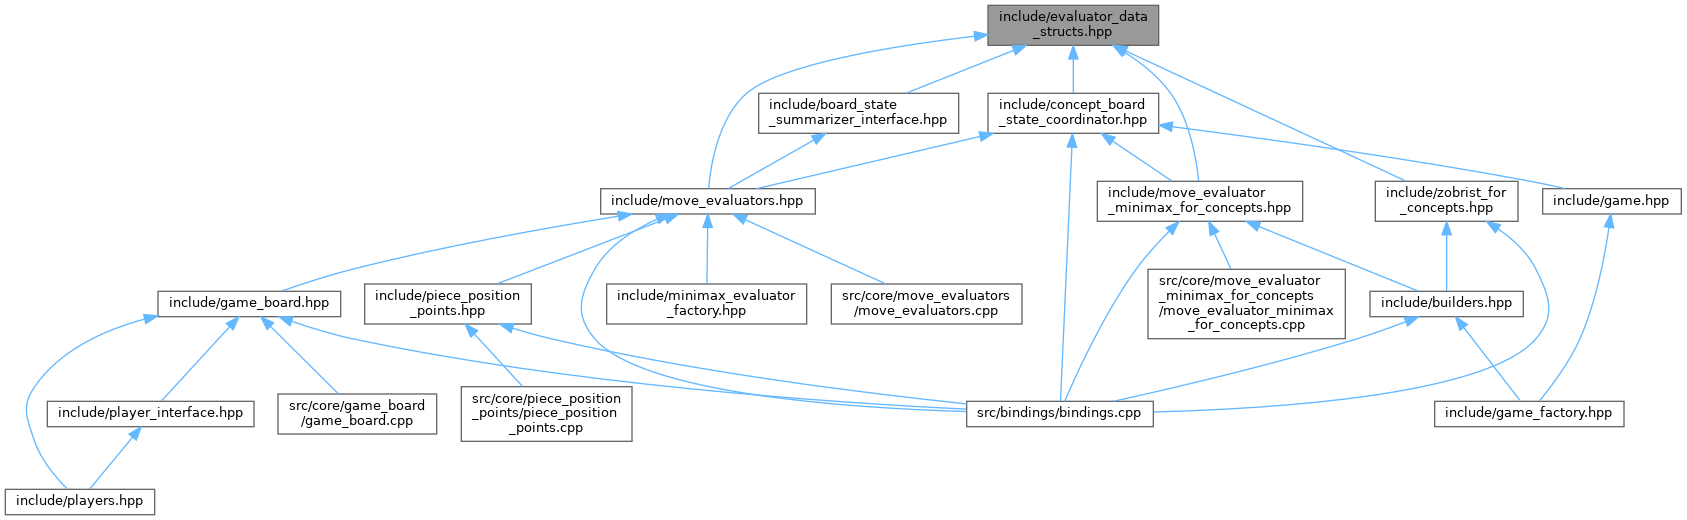 include/evaluator_data
_structs.hpp
include/board_state
_summarizer_interface.hpp
include/concept_board
_state_coordinator.hpp
include/move_evaluators.hpp
include/move_evaluator
_minimax_for_concepts.hpp
include/zobrist_for
_concepts.hpp
include/game.hpp
include/game_board.hpp
include/piece_position
_points.hpp
include/minimax_evaluator
_factory.hpp
src/core/move_evaluators
/move_evaluators.cpp
src/core/move_evaluator
_minimax_for_concepts
/move_evaluator_minimax
_for_concepts.cpp
include/builders.hpp
include/player_interface.hpp
src/core/game_board
/game_board.cpp
src/core/piece_position
_points/piece_position
_points.cpp
src/bindings/bindings.cpp
include/game_factory.hpp
include/players.hpp